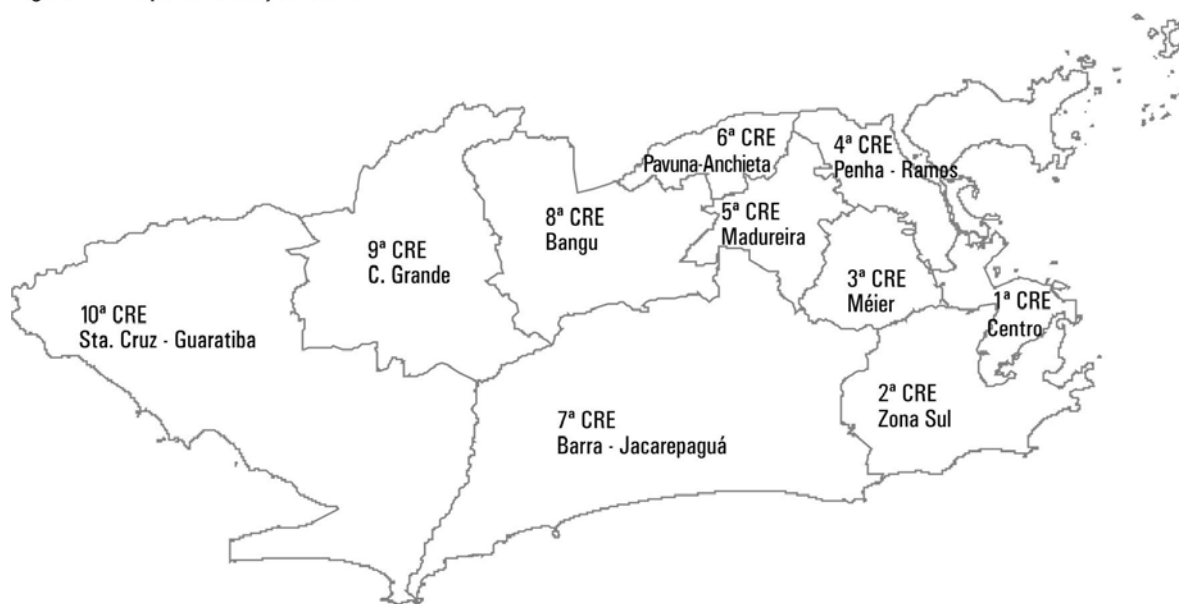 6ª CRE
Pavuna-Anchieta
4ª CRE
Penha - Ramos
8ª CRE
Bangu
5ª CRE
Madureira
9ª CRE
C. Grande
3ª CRE
Méier
10ª CRE
Sta. Cruz - Guaratiba
1ª CRE
Centro
2ª CRE
Zona Sul
7ª CRE
Barra - Jacarepaguá